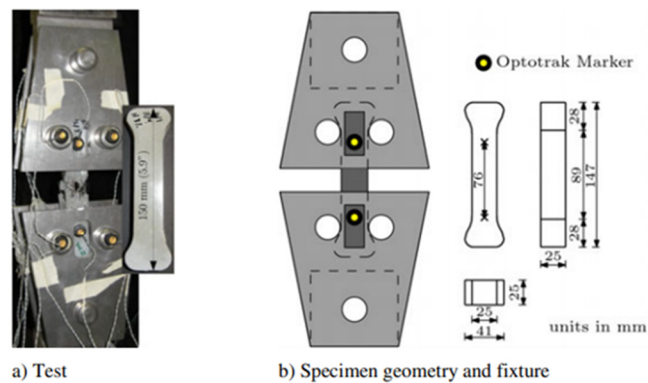 150 mm (5.9")
Optotrak Marker
76
28
89
147
28
25
25
25
41
units in mm
a) Test
b) Specimen geometry and fixture